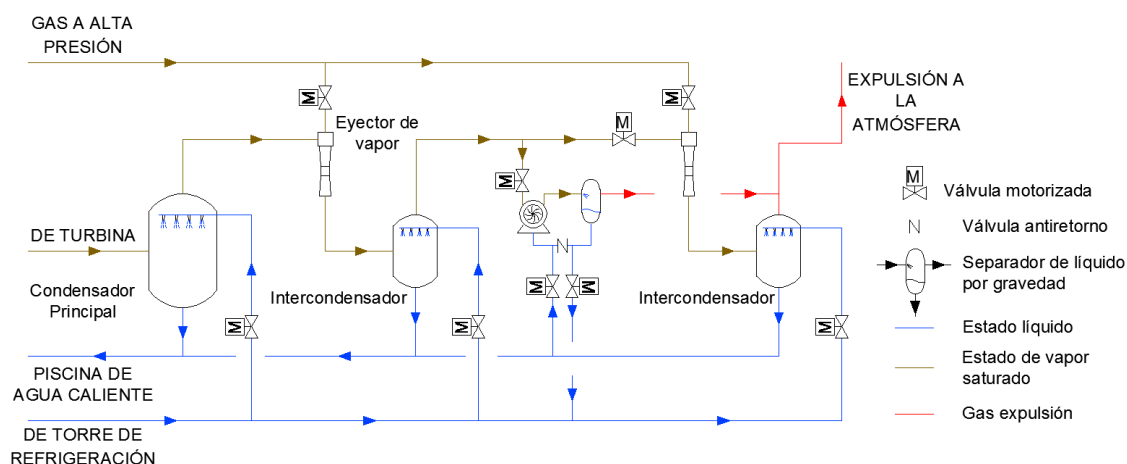 GAS A ALTA
PRESIÓN
M
M
Eyector de
vapor
M
EXPULSIÓN A
LA
ATMÓSFERA
M
M
Válvula motorizada
N
Válvula antiretorno
Separador de líquido
por gravedad
DE TURBINA
Condensador
Principal
Intercondensador
N
M
M
Intercondensador
M
M
M
Estado líquido
Estado de vapor
saturado
Gas expulsión
PISCINA DE
AGUA CALIENTE
DE TORRE DE
REFRIGERACIÓN